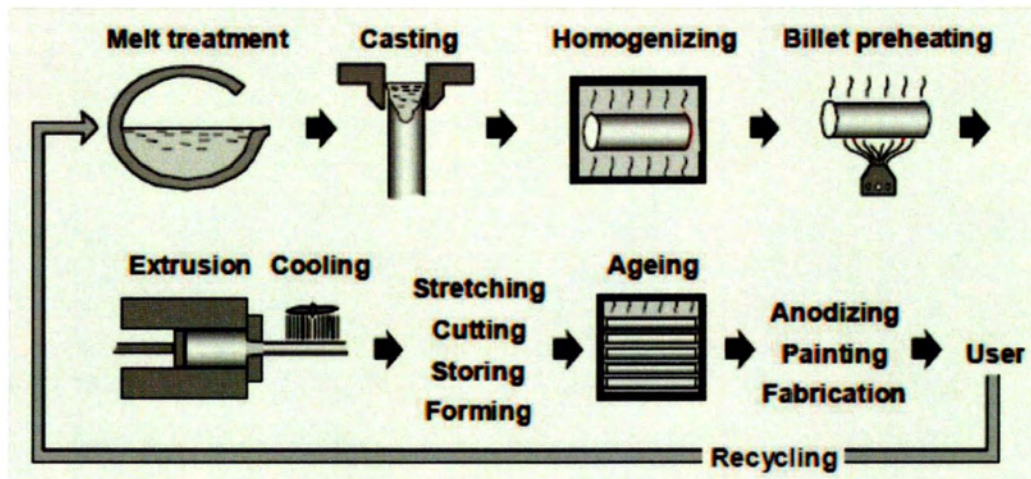 Melt treatment
Casting
Homogenizing
Billet preheating
Extrusion
Cooling
Stretching
Cutting
Storing
Forming
Ageing
Anodizing
Painting
Fabrication
User
Recycling